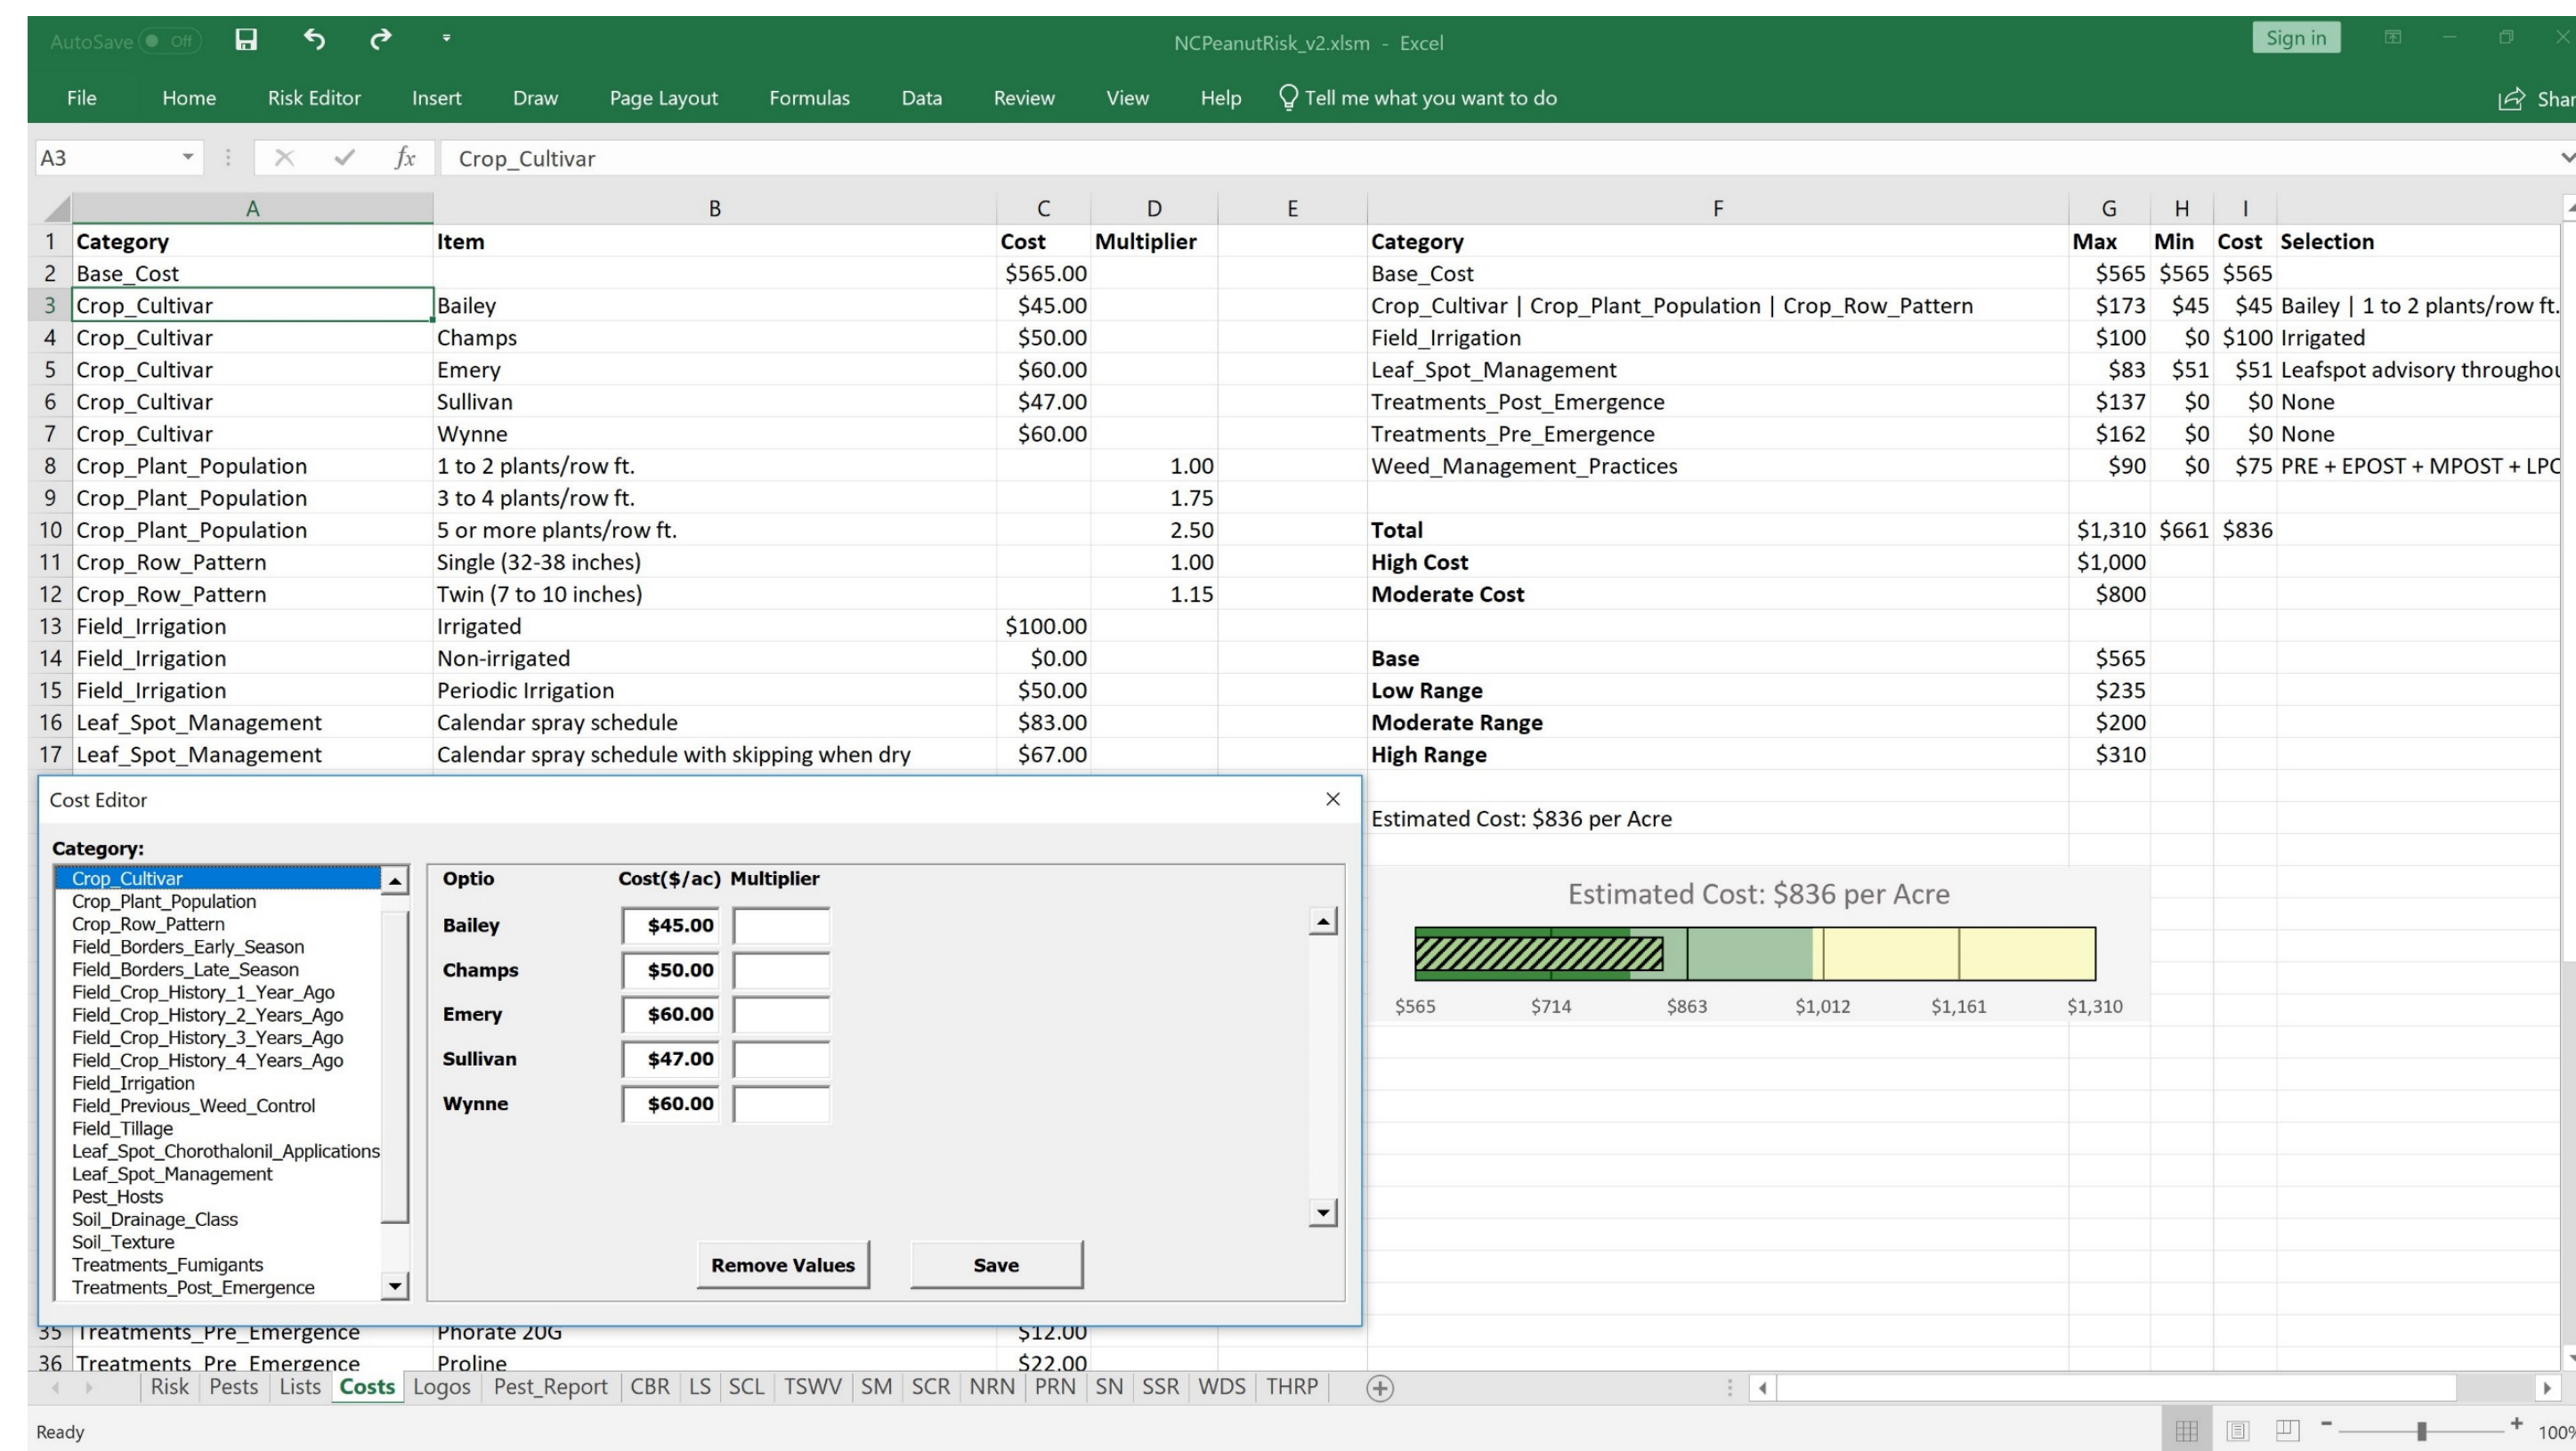 AutoSave Off NCPeanutRisk_v2.xlsm - Excel Sign in
File Home Risk Editor Insert Draw Page Layout Formulas Data Review View Help Tell me what you want to do Shar
A3 fx Crop_Cultivar
A B C D E F G H I
1 Category Item Cost Multiplier Category Max Min Cost Selection
2 Base_Cost $565.00 Base_Cost $565 $565 $565
3 Crop_Cultivar Bailey $45.00 Crop_Cultivar | Crop_Plant_Population | Crop_Row_Pattern $173 $45 $45 Bailey | 1 to 2 plants/row ft.
4 Crop_Cultivar Champs $50.00 Field_Irrigation $100 $0 $100 Irrigated
5 Crop_Cultivar Emery $60.00 Leaf_Spot_Management $83 $51 $51 Leafspot advisory throughou
6 Crop_Cultivar Sullivan $47.00 Treatments_Post_Emergence $137 $0 $0 None
7 Crop_Cultivar Wynne $60.00 Treatments_Pre_Emergence $162 $0 $0 None
8 Crop_Plant_Population 1 to 2 plants/row ft. 1.00 Weed_Management_Practices $90 $0 $75 PRE + EPOST + MPOST + LPO
9 Crop_Plant_Population 3 to 4 plants/row ft. 1.75
10 Crop_Plant_Population 5 or more plants/row ft. 2.50 Total $1,310 $661 $836
11 Crop_Row_Pattern Single (32-38 inches) 1.00 High Cost $1,000
12 Crop_Row_Pattern Twin (7 to 10 inches) 1.15 Moderate Cost $800
13 Field_Irrigation Irrigated $100.00
14 Field_Irrigation Non-irrigated $0.00 Base $565
15 Field_Irrigation Periodic Irrigation $50.00 Low Range $235
16 Leaf_Spot_Management Calendar spray schedule $83.00 Moderate Range $200
17 Leaf_Spot_Management Calendar spray schedule with skipping when dry $67.00 High Range $310
Cost Editor
Category:
Crop_Cultivar
Crop_Plant_Population
Crop_Row_Pattern
Field_Borders_Early_Season
Field_Borders_Late_Season
Field_Crop_History_1_Year_Ago
Field_Crop_History_2_Years_Ago
Field_Crop_History_3_Years_Ago
Field_Crop_History_4_Years_Ago
Field_Irrigation
Field_Previous_Weed_Control
Field_Tillage
Leaf_Spot_Chorothalonil_Applications
Leaf_Spot_Management
Pest_Hosts
Soil_Drainage_Class
Soil_Texture
Treatments_Fumigants
Treatments_Post_Emergence
Optio Cost($/ac) Multiplier
Bailey $45.00
Champs $50.00
Emery $60.00
Sullivan $47.00
Wynne $60.00
Remove Values Save
Estimated Cost: $836 per Acre
Estimated Cost: $836 per Acre
$565 $714 $863 $1,012 $1,161 $1,310
35 Treatments_Pre_Emergence Phorate 20G $12.00
36 Treatments_Pre_Emergence Proline $22.00
Risk Pests Lists Costs Logos Pest_Report CBR LS SCL TSWV SM SCR NRN PRN SN SSR WDS THRP
Ready 100%